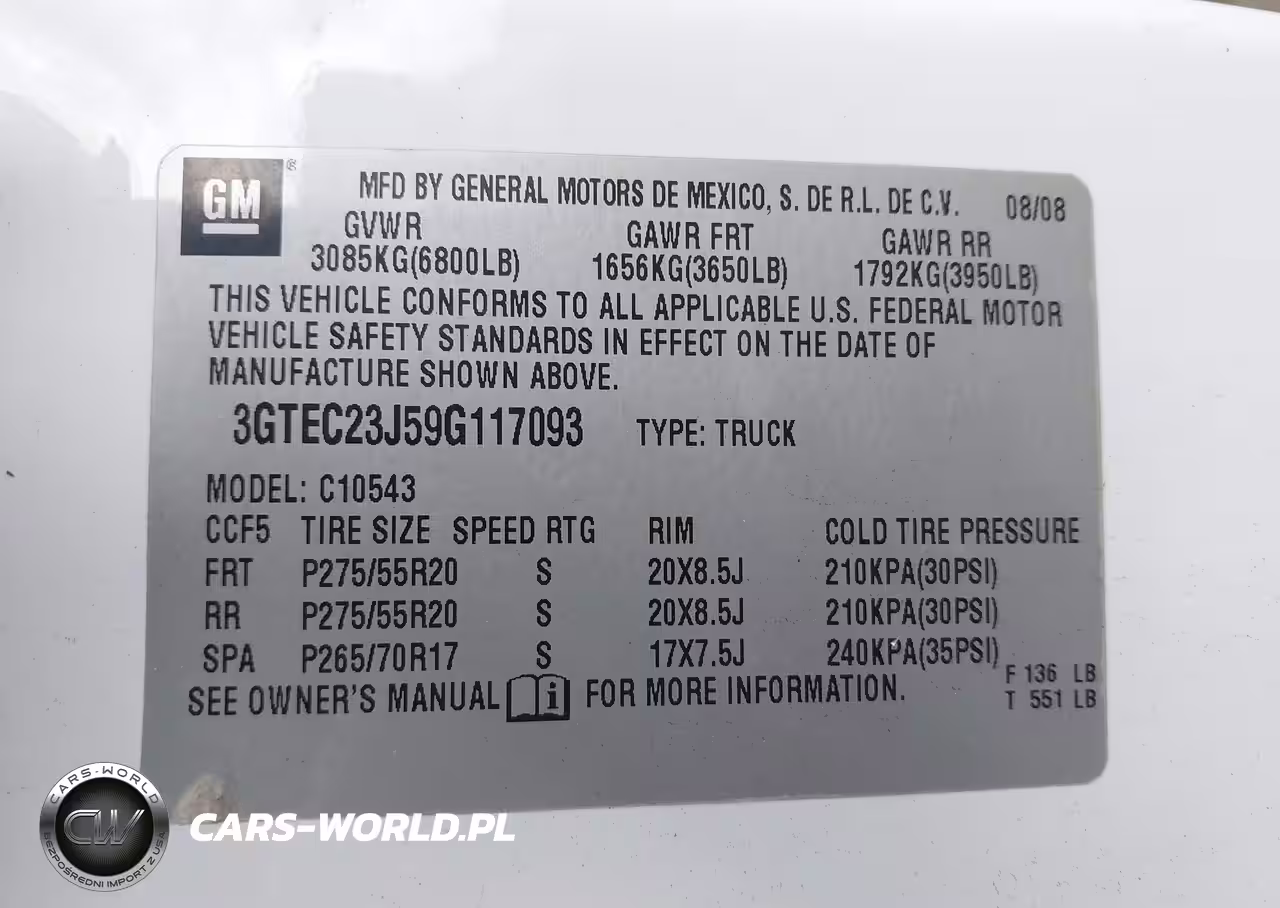 GM ®
MFD BY GENERAL MOTORS DE MEXICO, S. DE R.L. DE C.V. 08/08
GVWR GAWR FRT GAWR RR
3085KG(6800LB) 1656KG(3650LB) 1792KG(3950LB)
THIS VEHICLE CONFORMS TO ALL APPLICABLE U.S. FEDERAL MOTOR
VEHICLE SAFETY STANDARDS IN EFFECT ON THE DATE OF
MANUFACTURE SHOWN ABOVE.
3GTEC23J59G117093 TYPE: TRUCK
MODEL: C10543
CCF5 TIRE SIZE SPEED RTG RIM COLD TIRE PRESSURE
FRT P275/55R20 S 20X8.5J 210KPA(30PSI)
RR P275/55R20 S 20X8.5J 210KPA(30PSI)
SPA P265/70R17 S 17X7.5J 240KPA(35PSI)
F 136 LB
SEE OWNER'S MANUAL i FOR MORE INFORMATION. T 551 LB
CARS-WORLD
CW
BEZPOŚREDNI IMPORT Z USA
CARS-WORLD.PL